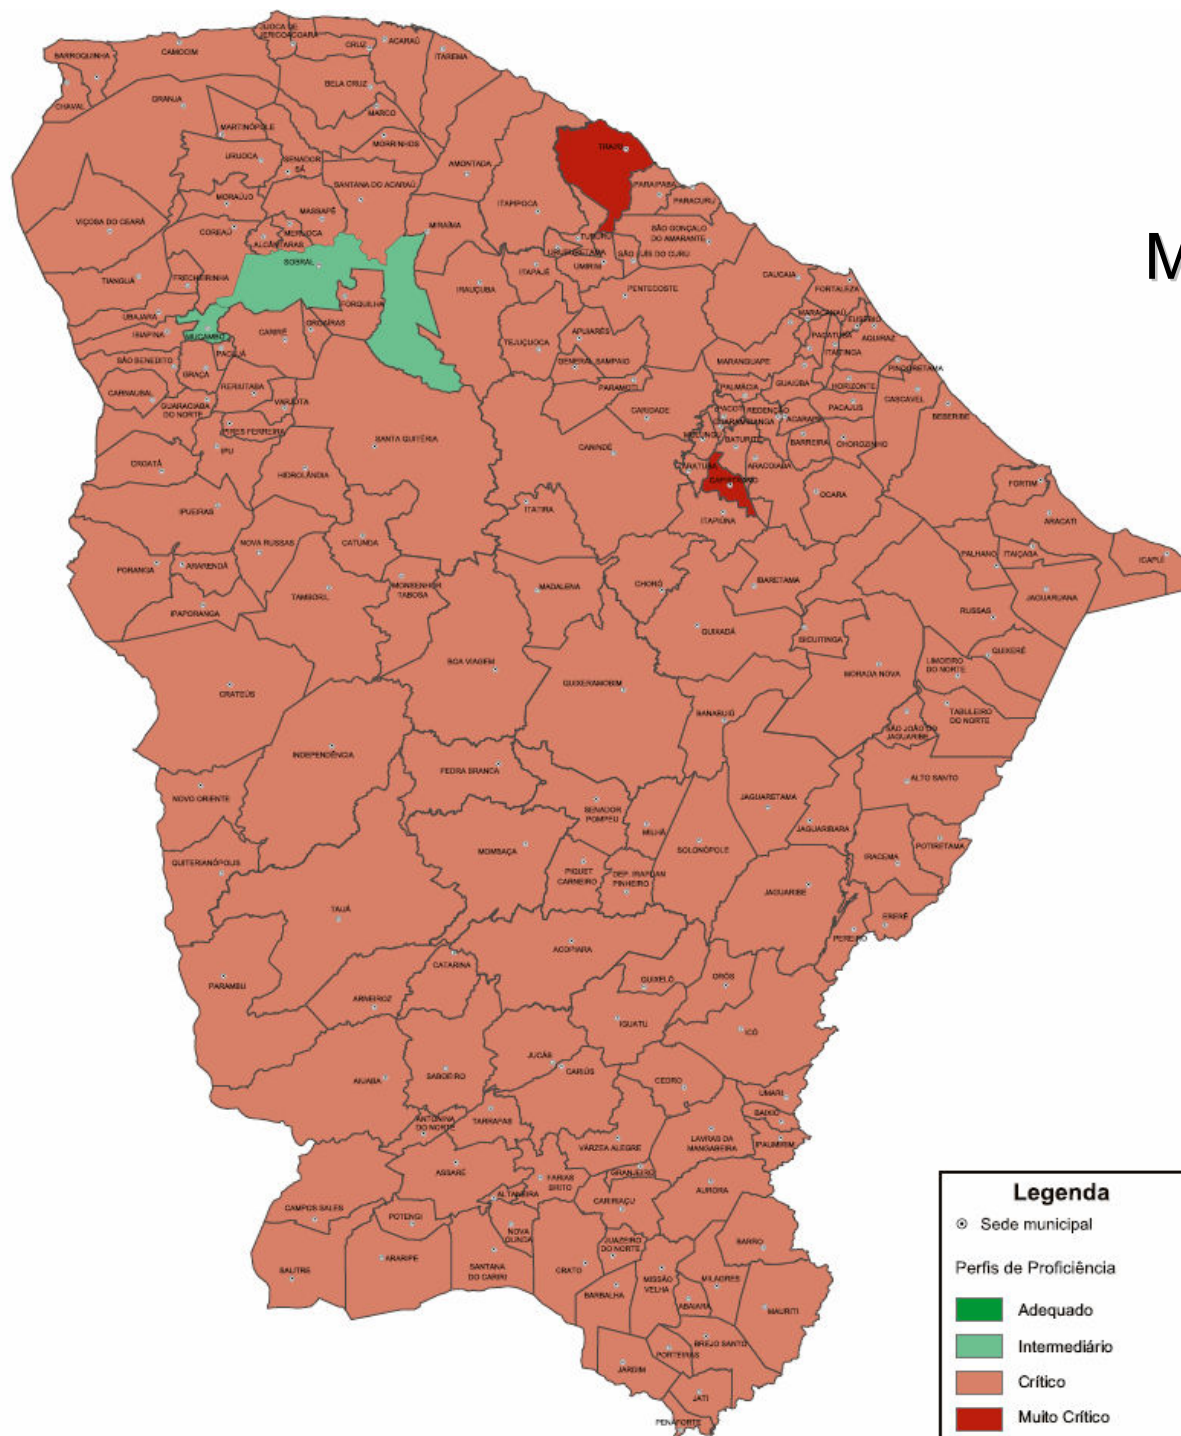 JIJOCA DE
JERICOACOARA
CRUZ
ACARAÚ
ITAREMA
BARROQUINHA
CAMOCIM
CHAVAL
GRANJA
BELA CRUZ
MARCO
MARTINÓPOLE
MORRINHOS
URUOCA
SENADOR
SÁ
AMONTADA
TRAIRI
SANTANA DO ACARAÚ
MORAÚJO
ITAPIPOCA
PARAIPABA
PARACURU
MASSAPÊ
VIÇOSA DO CEARÁ
COREAÚ
MERUOCA
ALCÂNTARAS
MIRAÍMA
TURURU
SÃO GONÇALO
DO AMARANTE
URUBURETAMA
SÃO LUÍS DO CURU
UMIRIM
M
SOBRAL
TIANGUÁ
FRECHEIRINHA
ITAPAJÉ
IRAUÇUBA
CAUCAIA
FORTALEZA
PENTECOSTE
FORQUILHA
UBAJARA
GROAÍRAS
MARACANAÚ
EUSÉBIO
IBIAPINA
MUCAMBO
CARIRÉ
APUIARÉS
PACATUBA
AQUIRAZ
PACUJÁ
TEJUÇUOCA
ITAITINGA
SÃO BENEDITO
GENERAL SAMPAIO
MARANGUAPE
PINDORETAMA
GRAÇA
GUAIÚBA
HORIZONTE
CARNAUBAL
RERIUTABA
PARAMOTI
PALMÁCIA
CASCAVEL
GUARACIABA
DO NORTE
VARJOTA
PACOTI
REDENÇÃO
PACAJUS
BEBERIBE
CARIDADE
GUARAMIRANGA
ACARAPE
PIRES FERREIRA
MULUNGU
BATURITÉ
BARREIRA
CHOROZINHO
IPU
SANTA QUITÉRIA
CANINDÉ
CROATÁ
HIDROLÂNDIA
ARATUBA
ARACOIABA
CAPISTRANO
OCARA
FORTIM
IPUEIRAS
ITATIRA
ITAPIÚNA
ARACATI
NOVA RUSSAS
CATUNDA
PALHANO
ITAIÇABA
ICAPUÍ
PORANGA
ARARENDÁ
MONSENHOR
TABOSA
MADALENA
CHORÓ
IBARETAMA
TAMBORIL
JAGUARUANA
IPAPORANGA
RUSSAS
QUIXADÁ
IBICUITINGA
QUIXERÉ
BOA VIAGEM
LIMOEIRO
DO NORTE
MORADA NOVA
CRATEÚS
QUIXERAMOBIM
BANABUIÚ
TABULEIRO
DO NORTE
SÃO JOÃO DO
JAGUARIBE
INDEPENDÊNCIA
PEDRA BRANCA
ALTO SANTO
NOVO ORIENTE
JAGUARETAMA
SENADOR
POMPEU
MILHÃ
JAGUARIBARA
POTIRETAMA
MOMBAÇA
SOLONÓPOLE
QUITERIANÓPOLIS
IRACEMA
PIQUET
CARNEIRO
DEP. IRAPUAN
PINHEIRO
JAGUARIBE
TAUÁ
ERERÊ
PEREIRO
ACOPIARA
CATARINA
PARAMBU
QUIXELÔ
ORÓS
ARNEIROZ
IGUATU
ICÓ
JUCÁS
CARIÚS
AIUABA
SABOEIRO
CEDRO
UMARI
BAIXIO
ANTONINA
DO NORTE
TARRAFAS
VÁRZEA ALEGRE
LAVRAS DA
MANGABEIRA
IPAUMIRIM
ASSARÉ
GRANJEIRO
FARIAS
BRITO
AURORA
ALTANEIRA
CARIRIAÇU
CAMPOS SALES
POTENGI
NOVA
OLINDA
JUAZEIRO
DO NORTE
BARRO
ARARIPE
SALITRE
SANTANA
DO CARIRI
CRATO
MISSÃO
VELHA
MILAGRES
BARBALHA
ABAIARA
MAURITI
BREJO SANTO
PORTEIRAS
JARDIM
JATI
PENAFORTE
Legenda
Sede municipal
Perfis de Proficiência
Adequado
Intermediário
Crítico
Muito Crítico